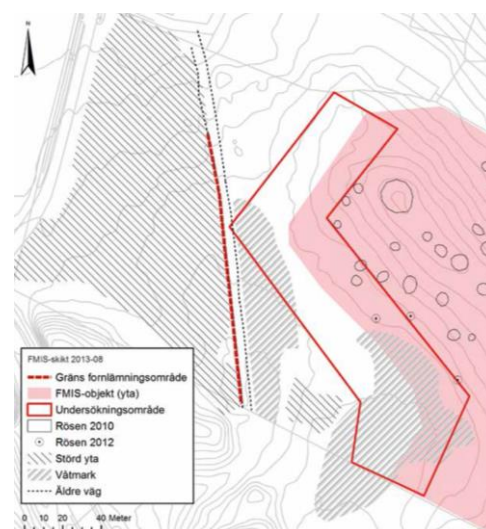 N
FMIS-skikt 2013-08
Gräns fornlämningsområde
FMIS-objekt (yta)
Undersökningsområde
Rösen 2010
Rösen 2012
Störd yta
Våtmark
Äldre väg
0 10 20 40 Meter